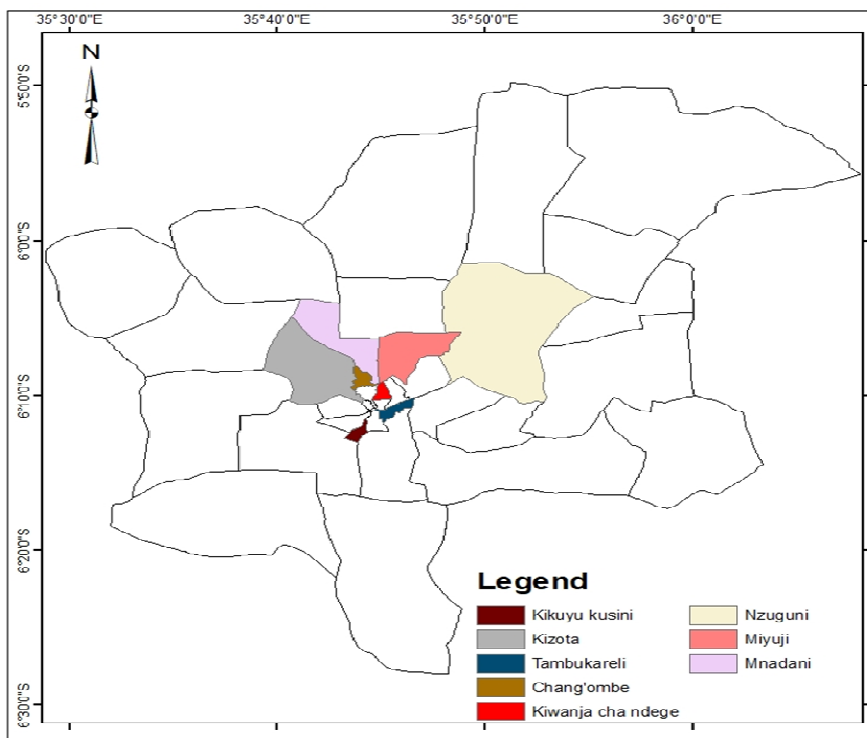 35°30'0"E 35°40'0"E 35°50'0"E 36°0'0"E
N
5°50'0"S
6°0'0"S
6°0'0"S
6°20'0"S
6°30'0"S
Legend
Kikuyu kusini
Kizota
Tambukareli
Chang'ombe
Kiwanja cha ndege
Nzuguni
Miyuji
Mnadani